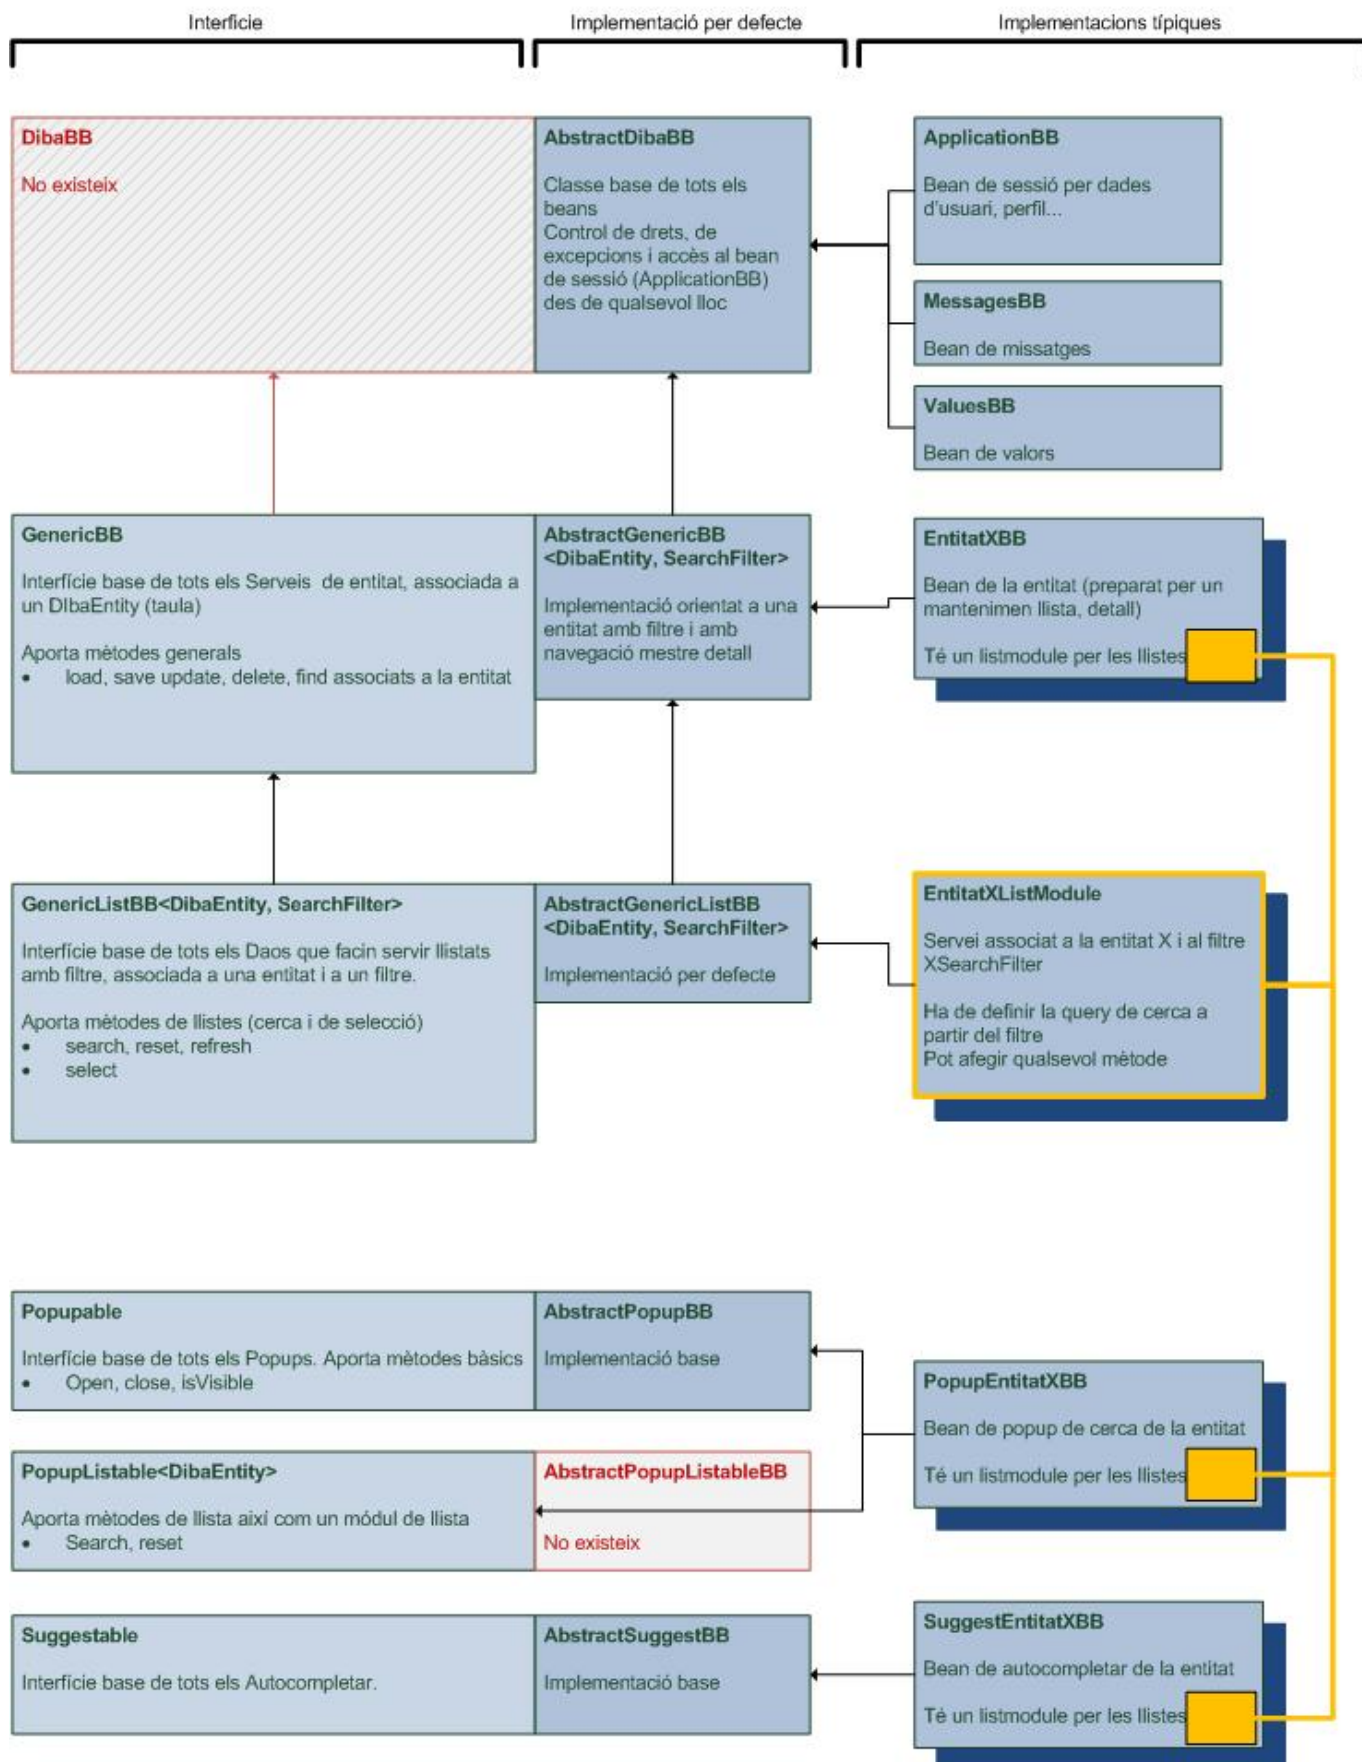 Interfície
Implementació per defecte
Implementacions típiques
DibaBB
No existeix
AbstractDibaBB
Classe base de tots els
beans
Control de drets, de
excepcions i accès al bean
de sessió (ApplicationBB)
des de qualsevol lloc
ApplicationBB
Bean de sessió per dades
d'usuari, perfil...
MessagesBB
Bean de missatges
ValuesBB
Bean de valors
GenericBB
Interfície base de tots els Serveis de entitat, associada a
un DIbaEntity (taula)
Aporta mètodes generals
• load, save update, delete, find associats a la entitat
AbstractGenericBB
<DibaEntity, SearchFilter>
Implementació orientat a una
entitat amb filtre i amb
navegació mestre detall
EntitatXBB
Bean de la entitat (preparat per un
mantenimen llista, detall)
Té un listmodule per les llistes
GenericListBB<DibaEntity, SearchFilter>
Interfície base de tots els Daos que facin servir llistats
amb filtre, associada a una entitat i a un filtre.
Aporta mètodes de llistes (cerca i de selecció)
• search, reset, refresh
• select
AbstractGenericListBB
<DibaEntity, SearchFilter>
Implementació per defecte
EntitatXListModule
Servei associat a la entitat X i al filtre
XSearchFilter
Ha de definir la query de cerca a
partir del filtre
Pot afegir qualsevol mètode
Popupable
Interfície base de tots els Popups. Aporta mètodes bàsics
• Open, close, isVisible
AbstractPopupBB
Implementació base
PopupEntitatXBB
Bean de popup de cerca de la entitat
Té un listmodule per les llistes
PopupListable<DibaEntity>
Aporta mètodes de llista així com un módul de llista
• Search, reset
AbstractPopupListableBB
No existeix
Suggestable
Interfície base de tots els Autocompletar.
AbstractSuggestBB
Implementació base
SuggestEntitatXBB
Bean de autocompletar de la entitat
Té un listmodule per les llistes